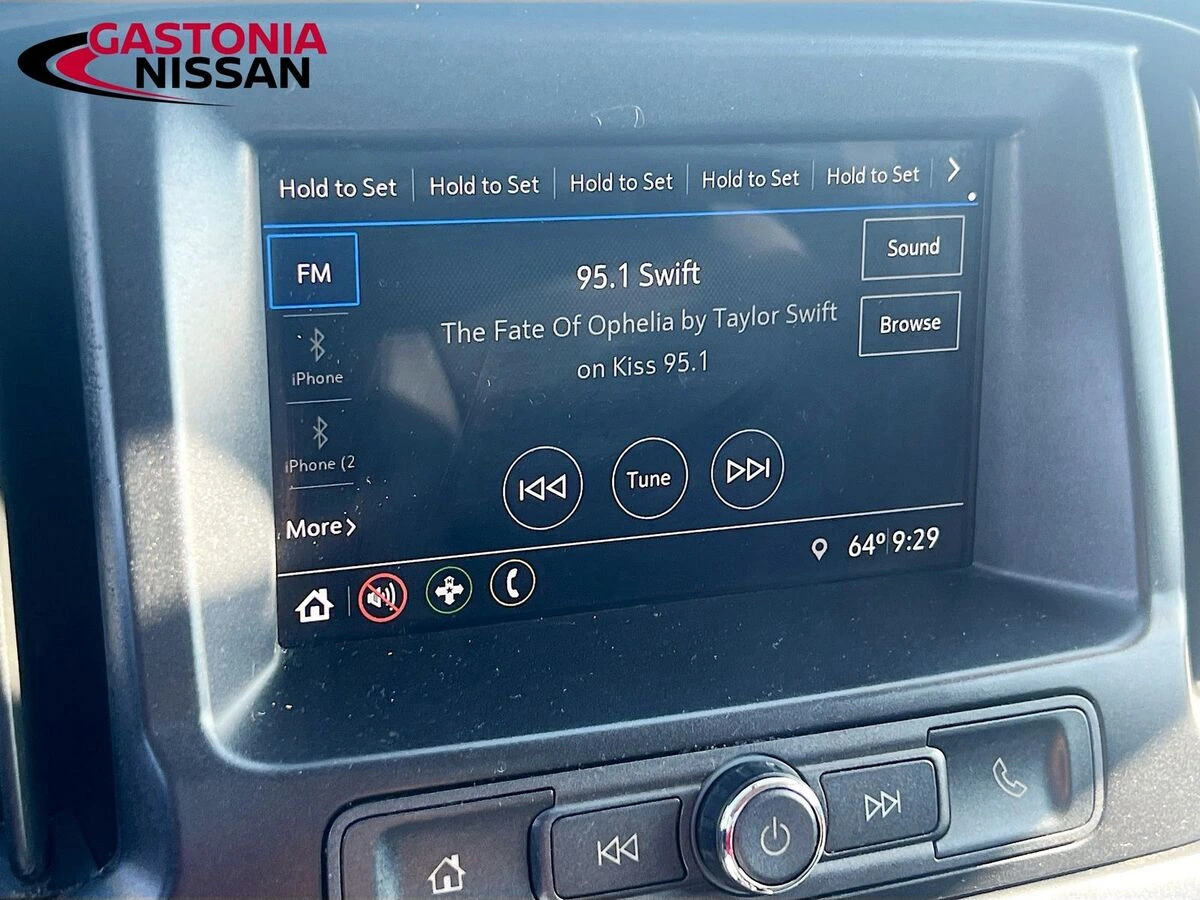 GASTONIA
NISSAN
Hold to Set
Hold to Set
Hold to Set
Hold to Set
Hold to Set
FM
95.1 Swift
Sound
The Fate Of Ophelia by Taylor Swift
on Kiss 95.1
Browse
iPhone
iPhone (2
Tune
More
64° 9:29